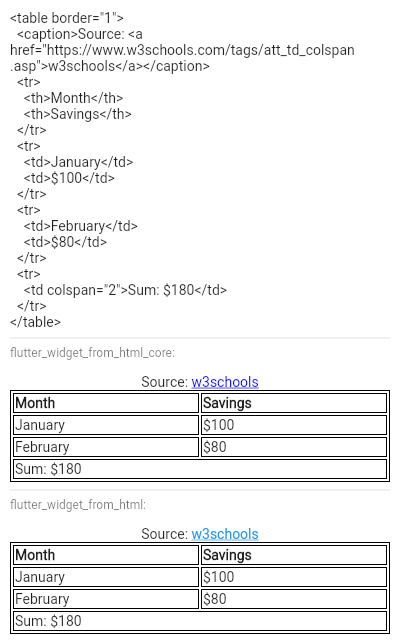 <table border="1">
  <caption>Source: <a
href="https://www.w3schools.com/tags/att_td_colspan
.asp">w3schools</a></caption>
  <tr>
    <th>Month</th>
    <th>Savings</th>
  </tr>
  <tr>
    <td>January</td>
    <td>$100</td>
  </tr>
  <tr>
    <td>February</td>
    <td>$80</td>
  </tr>
  <tr>
    <td colspan="2">Sum: $180</td>
  </tr>
</table>
flutter_widget_from_html_core:
Source: w3schools
Month Savings
January $100
February $80
Sum: $180
flutter_widget_from_html:
Source: w3schools
Month Savings
January $100
February $80
Sum: $180